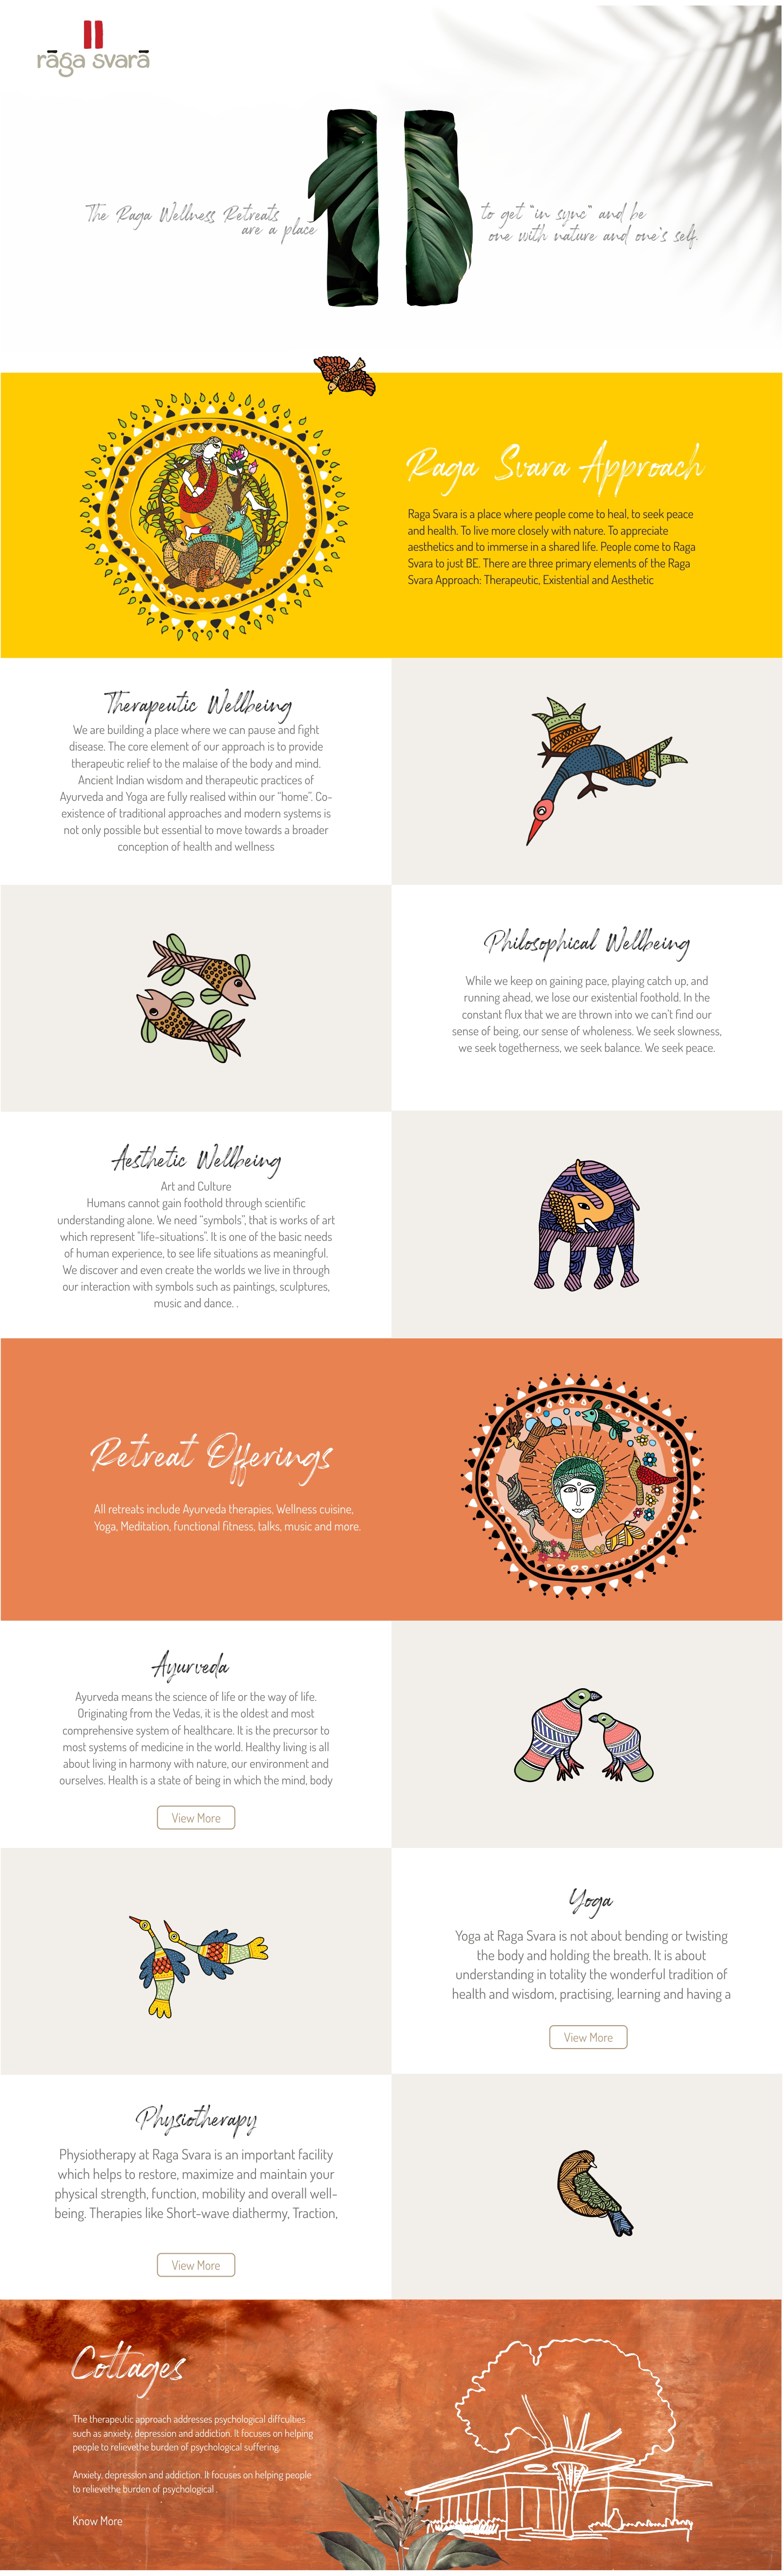 rāga svarā
The Raga Wellness Retreats
are a place
to get "in sync" and be
one with nature and one's self.
Raga Svara Approach
Raga Svara is a place where people come to heal, to seek peace
and health. To live more closely with nature. To appreciate
aesthetics and to immerse in a shared life. People come to Raga
Svara to just BE. There are three primary elements of the Raga
Svara Approach: Therapeutic, Existential and Aesthetic
Therapeutic Wellbeing
We are building a place where we can pause and fight
disease. The core element of our approach is to provide
therapeutic relief to the malaise of the body and mind.
Ancient Indian wisdom and therapeutic practices of
Ayurveda and Yoga are fully realised within our "home". Co-
existence of traditional approaches and modern systems is
not only possible but essential to move towards a broader
conception of health and wellness
Philosophical Wellbeing
While we keep on gaining pace, playing catch up, and
running ahead, we lose our existential foothold. In the
constant flux that we are thrown into we can't find our
sense of being, our sense of wholeness. We seek slowness,
we seek togetherness, we seek balance. We seek peace.
Aesthetic Wellbeing
Art and Culture
Humans cannot gain foothold through scientific
understanding alone. We need "symbols", that is works of art
which represent "life-situations". It is one of the basic needs
of human experience, to see life situations as meaningful.
We discover and even create the worlds we live in through
our interaction with symbols such as paintings, sculptures,
music and dance. .
Retreat Offerings
All retreats include Ayurveda therapies, Wellness cuisine,
Yoga, Meditation, functional fitness, talks, music and more.
Ayurveda
Ayurveda means the science of life or the way of life.
Originating from the Vedas, it is the oldest and most
comprehensive system of healthcare. It is the precursor to
most systems of medicine in the world. Healthy living is all
about living in harmony with nature, our environment and
ourselves. Health is a state of being in which the mind, body
View More
Yoga
Yoga at Raga Svara is not about bending or twisting
the body and holding the breath. It is about
understanding in totality the wonderful tradition of
health and wisdom, practising, learning and having a
View More
Physiotherapy
Physiotherapy at Raga Svara is an important facility
which helps to restore, maximize and maintain your
physical strength, function, mobility and overall well-
being. Therapies like Short-wave diathermy, Traction,
View More
Cottages
The therapeutic approach addresses psychological diffculties
such as anxiety, depression and addiction. It focuses on helping
people to relievethe burden of psychological suffering.
Anxiety, depression and addiction. It focuses on helping people
to relievethe burden of psychological .
Know More